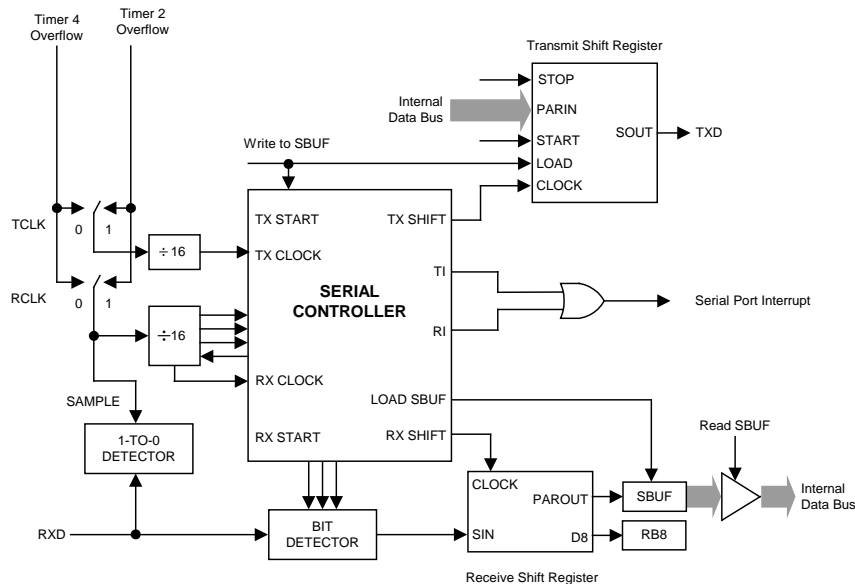 Timer 4
Overflow
Timer 2
Overflow
Transmit Shift Register
STOP
Internal
Data Bus
PARIN
SOUT
TXD
START
Write to SBUF
LOAD
CLOCK
TX START
TX SHIFT
TCLK
0
1
÷16
TX CLOCK
TI
RCLK
0
1
SERIAL
CONTROLLER
Serial Port Interrupt
÷16
RI
RX CLOCK
SAMPLE
LOAD SBUF
1-TO-0
DETECTOR
RX START
RX SHIFT
Read SBUF
CLOCK
PAROUT
SBUF
Internal
Data Bus
RXD
BIT
DETECTOR
SIN
D8
RB8
Receive Shift Register